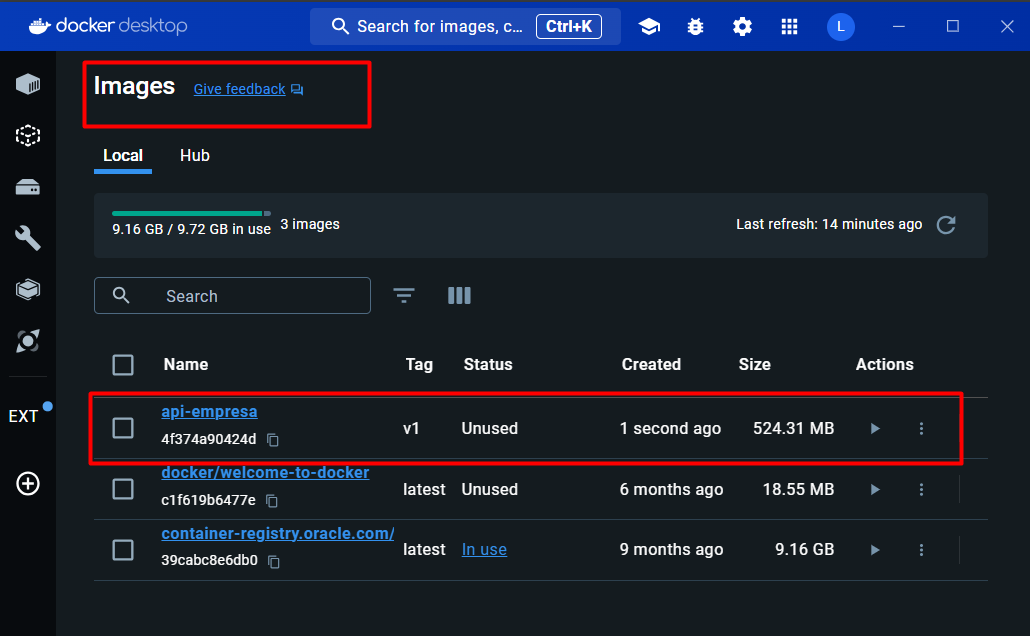 docker desktop Search for images, c... Ctrl+K L
Images Give feedback
Local Hub
9.16 GB / 9.72 GB in use 3 images Last refresh: 14 minutes ago
Search
Name Tag Status Created Size Actions
api-empresa
4f374a90424d v1 Unused 1 second ago 524.31 MB
docker/welcome-to-docker
c1f619b6477e latest Unused 6 months ago 18.55 MB
container-registry.oracle.com/
39cabc8e6db0 latest In use 9 months ago 9.16 GB
EXT